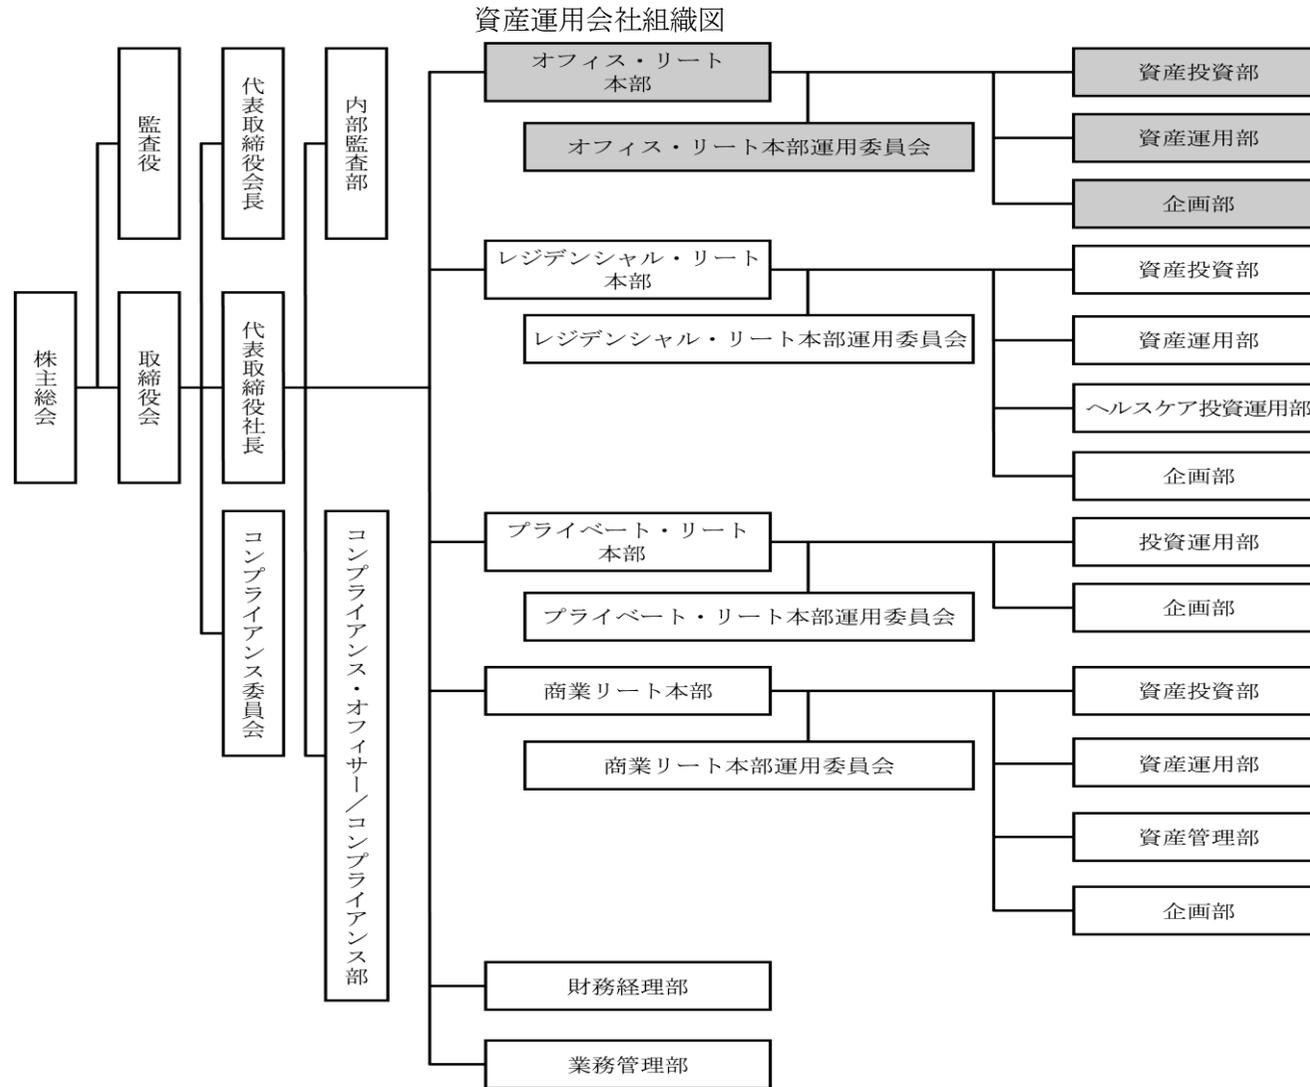 資産運用会社組織図
株主総会
監査役
取締役会
代表取締役会長
代表取締役社長
コンプライアンス委員会
内部監査部
コンプライアンス・オフィサー／コンプライアンス部
オフィス・リート
本部
オフィス・リート本部運用委員会
資産投資部
資産運用部
企画部
レジデンシャル・リート
本部
レジデンシャル・リート本部運用委員会
資産投資部
資産運用部
ヘルスケア投資運用部
企画部
プライベート・リート
本部
プライベート・リート本部運用委員会
投資運用部
企画部
商業リート本部
商業リート本部運用委員会
資産投資部
資産運用部
資産管理部
企画部
財務経理部
業務管理部